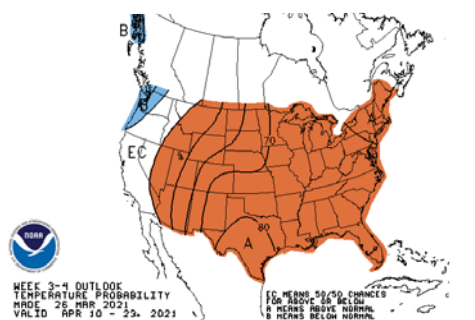 B
EC
70
80
A
NOAA
WEEK 3-4 OUTLOOK
TEMPERATURE PROBABILITY
MADE 26 MAR 2021
VALID APR 10 - 23, 2021
EC MEANS 50/50 CHANCES
FOR ABOVE OR BELOW
A MEANS ABOVE NORMAL
B MEANS BELOW NORMAL